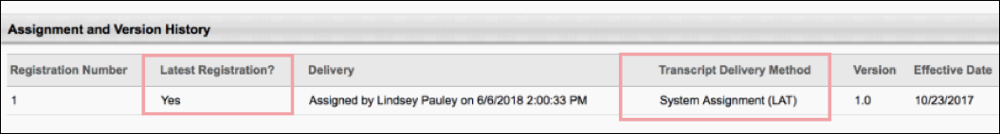 Assignment and Version History
Registration Number Latest Registration? Delivery Transcript Delivery Method Version Effective Date
1 Yes Assigned by Lindsey Pauley on 6/6/2018 2:00:33 PM System Assignment (LAT) 1.0 10/23/2017